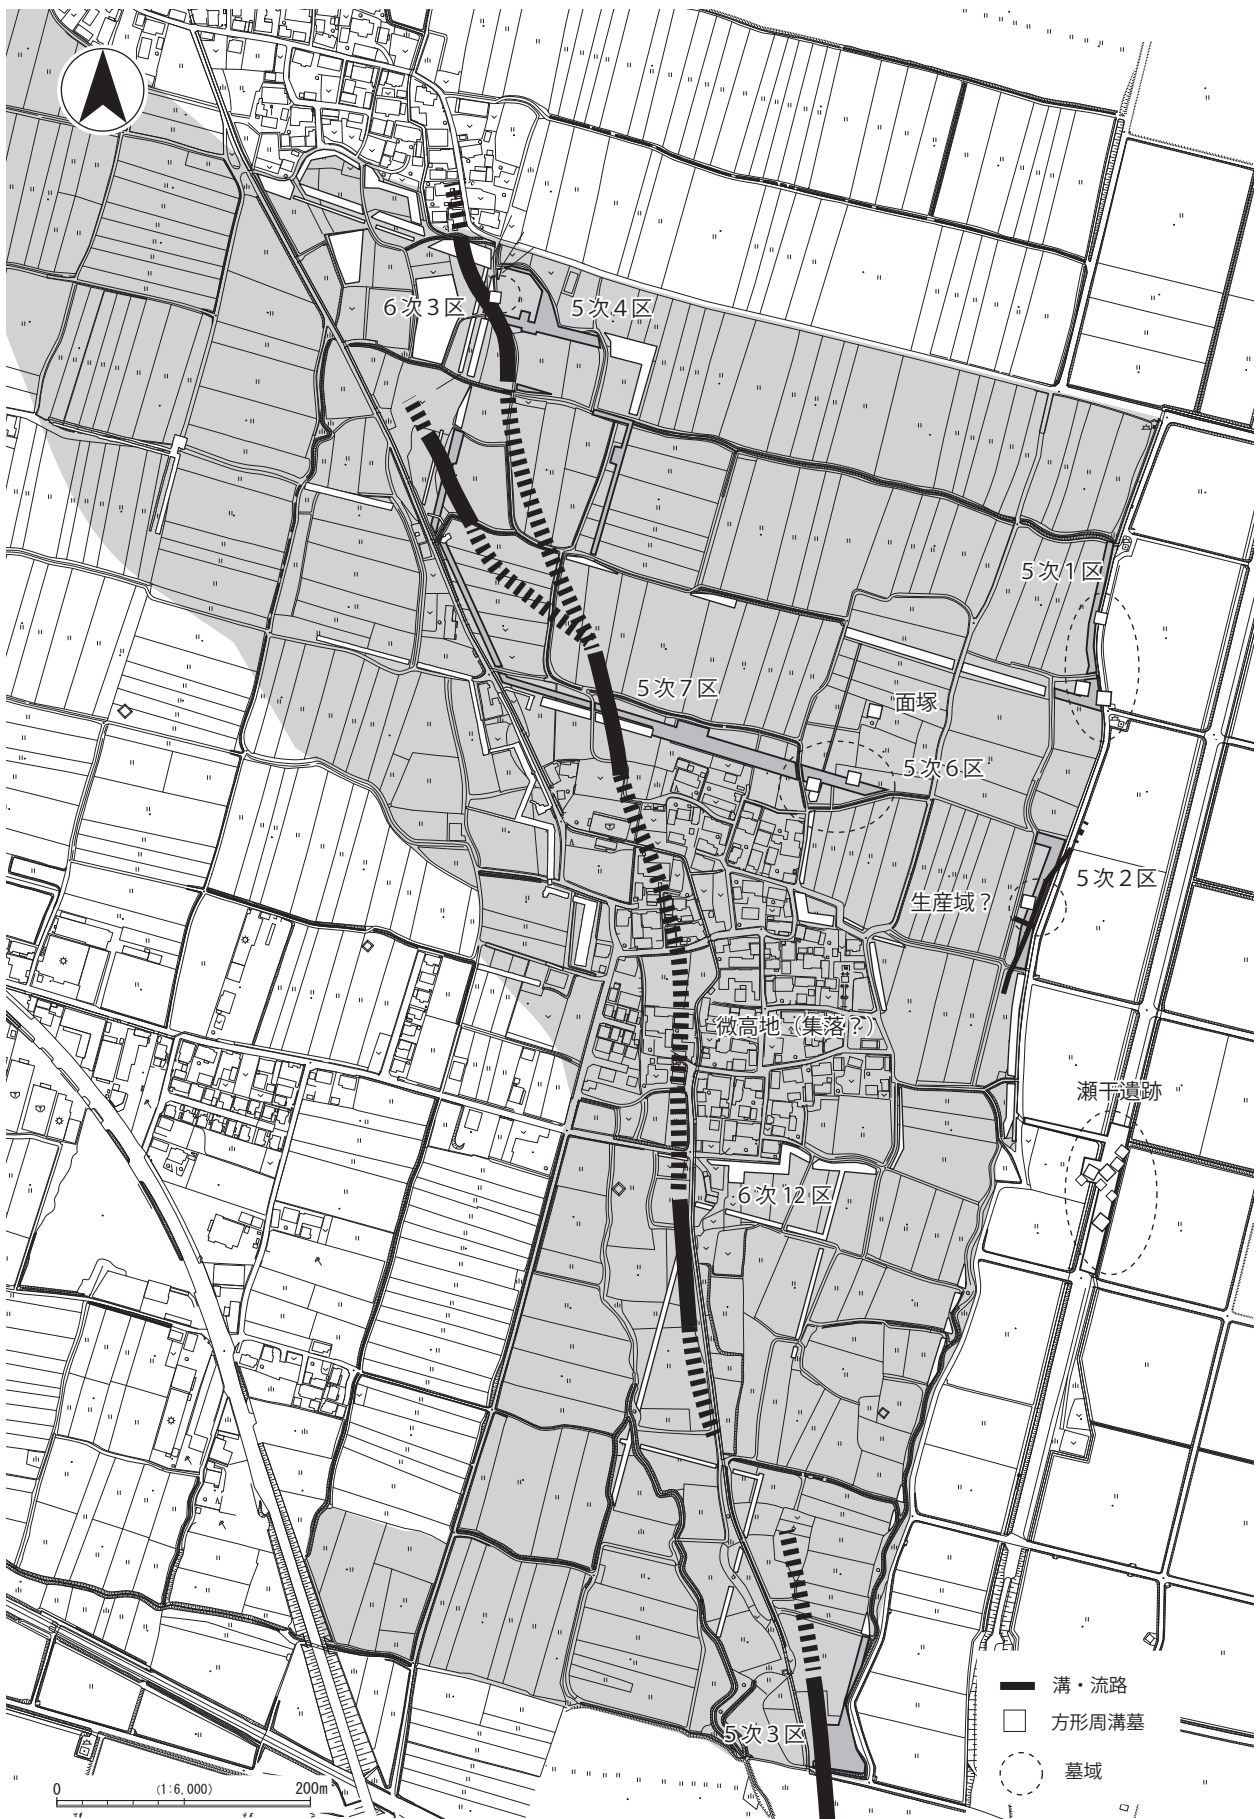 6次3区
5次4区
5次1区
5次7区
面塚
5次6区
5次2区
生産域？
微高地（集落？）
瀬干遺跡
6次12区
5次3区
溝・流路
方形周溝墓
墓域
0 (1:6,000) 200m